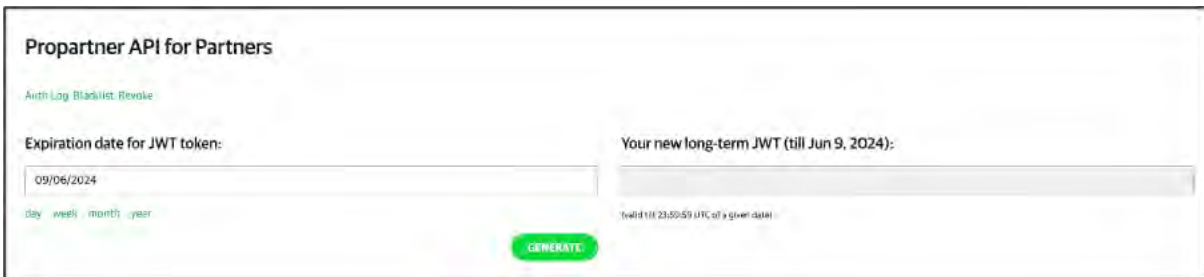 Propartner API for Partners
Auth Log Blacklist Revoke
Expiration date for JWT token:
09/06/2024
day week month year
Your new long-term JWT (till Jun 9, 2024):
(valid till 23:59:59 UTC of a given date)
GENERATE